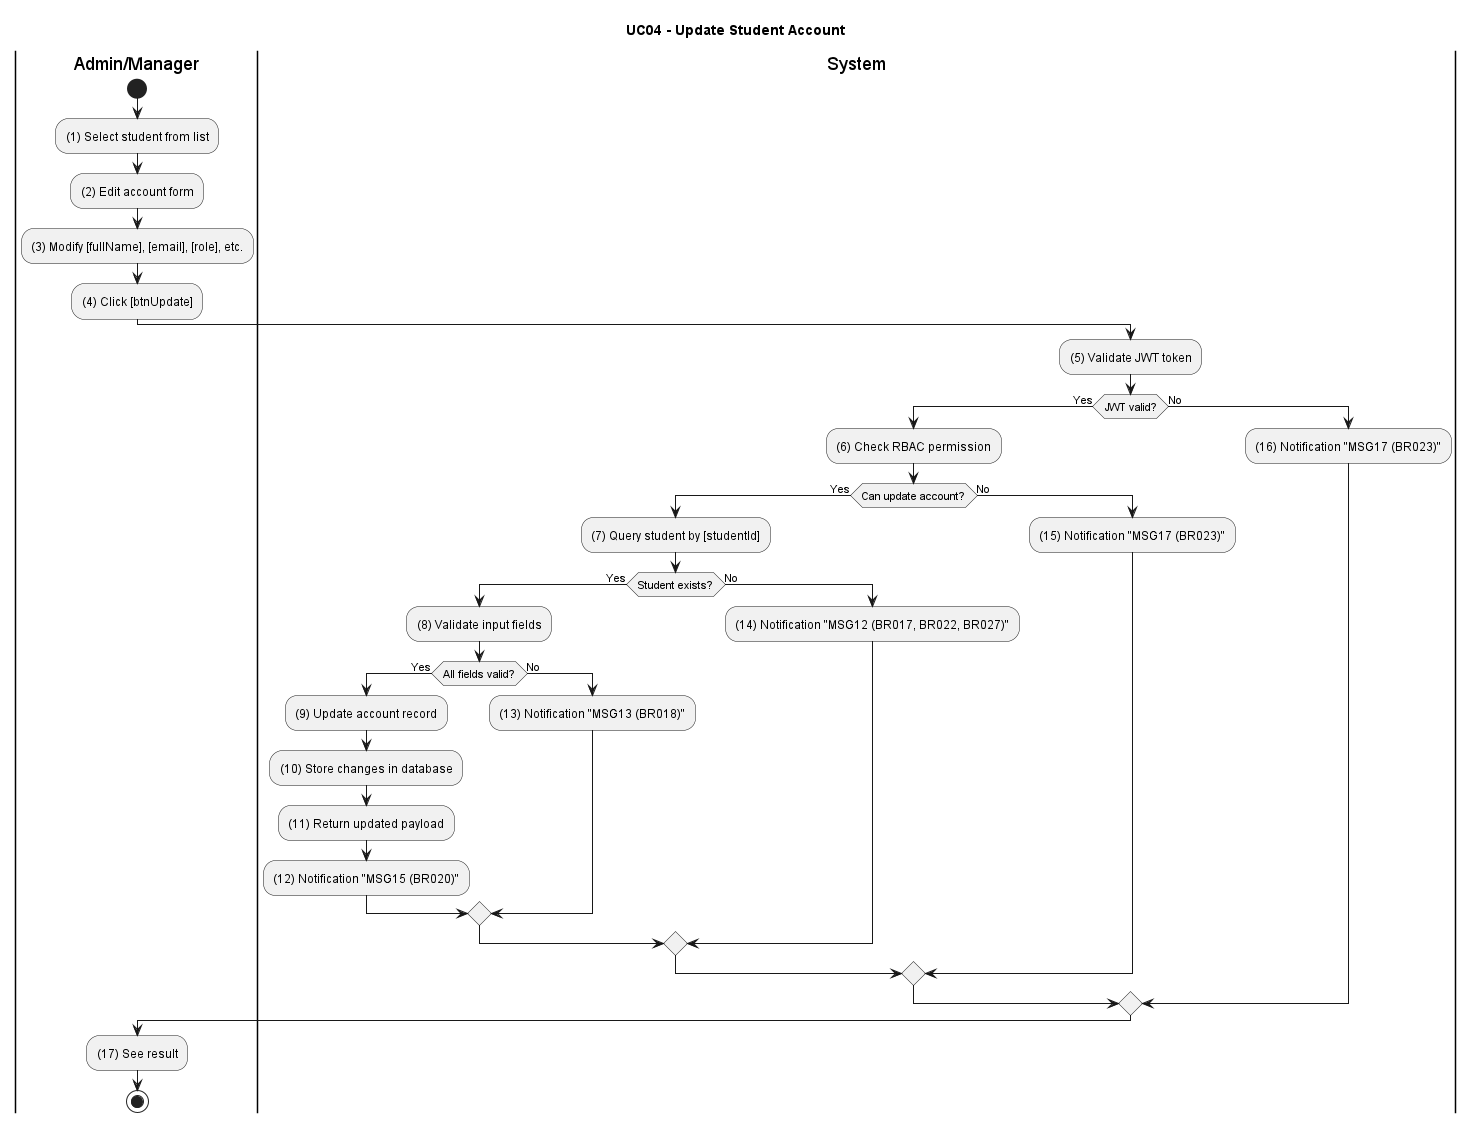 UC04 - Update Student Account
Admin/Manager
System
(1) Select student from list
(2) Edit account form
(3) Modify [fullName], [email], [role], etc.
(4) Click [btnUpdate]
(5) Validate JWT token
Yes
JWT valid?
No
(6) Check RBAC permission
(16) Notification "MSG17 (BR023)"
Yes
Can update account?
No
(7) Query student by [studentId]
(15) Notification "MSG17 (BR023)"
Yes
Student exists?
No
(8) Validate input fields
(14) Notification "MSG12 (BR017, BR022, BR027)"
Yes
All fields valid?
No
(9) Update account record
(13) Notification "MSG13 (BR018)"
(10) Store changes in database
(11) Return updated payload
(12) Notification "MSG15 (BR020)"
(17) See result